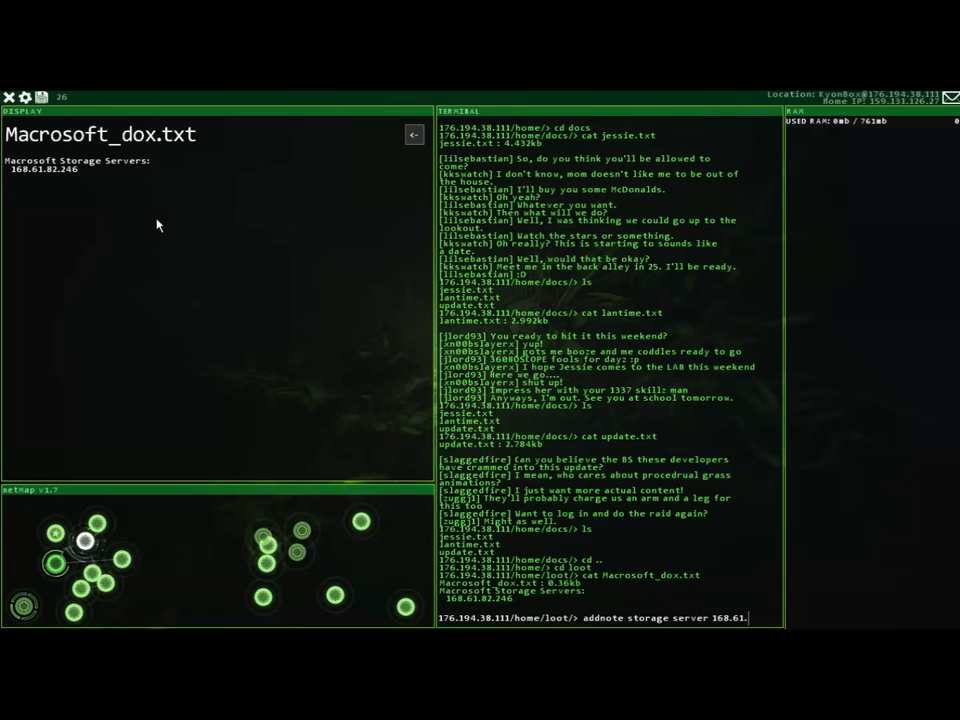 26
Location: KyonBox@176.194.38.111
Home IP: 159.131.126.27
DISPLAY
Macrosoft_dox.txt
<-
Macrosoft Storage Servers:
168.61.82.246
netMap v1.7
TERMINAL
176.194.38.111/home/> cd docs
176.194.38.111/home/docs/> cat jessie.txt
jessie.txt : 4.432kb
[lilsebastian] So, do you think you'll be allowed to
come?
[kkswatch] I don't know, mom doesn't like me to be out of
the house.
[lilsebastian] I'll buy you some McDonalds.
[kkswatch] Oh yeah?
[lilsebastian] Whatever you want.
[kkswatch] Then what will we do?
[lilsebastian] Well, I was thinking we could go up to the
lookout.
[lilsebastian] Watch the stars or something.
[kkswatch] Oh really? This is starting to sounds like
a date.
[lilsebastian] Well, would that be okay?
[kkswatch] Meet me in the back alley in 25. I'll be ready.
[lilsebastian] :D
176.194.38.111/home/docs/> ls
jessie.txt
lantime.txt
update.txt
176.194.38.111/home/docs/> cat lantime.txt
lantime.txt : 2.992kb
[jlord93] You ready to hit it this weekend?
[xn00bslayerx] yup!
[xn00bslayerx] gots me booze and me coddles ready to go
[jlord93] 360NOSCOPE fools for dayz :p
[xn00bslayerx] I hope Jessie comes to the LAN this weekend
[jlord93] Here we go....
[xn00bslayerx] shut up!
[jlord93] Impress her with your 1337 skillz man
[jlord93] Anyways, I'm out. See you at school tomorrow.
176.194.38.111/home/docs/> ls
jessie.txt
lantime.txt
update.txt
176.194.38.111/home/docs/> cat update.txt
update.txt : 2.784kb
[slaggedfire] Can you believe the BS these developers
have crammed into this update?
[slaggedfire] I mean, who cares about procedrual grass
animations?
[slaggedfire] I just want more actual content!
[zuggj1] They'll probably charge us an arm and a leg for
this too
[slaggedfire] Want to log in and do the raid again?
[zuggj1] Might as well.
176.194.38.111/home/docs/> ls
jessie.txt
lantime.txt
update.txt
176.194.38.111/home/docs/> cd ..
176.194.38.111/home/> cd loot
176.194.38.111/home/loot/> cat Macrosoft_dox.txt
Macrosoft_dox.txt : 0.36kb
Macrosoft Storage Servers:
168.61.82.246
176.194.38.111/home/loot/> addnote storage server 168.61.
RAM
USED RAM: 0mb / 761mb
0